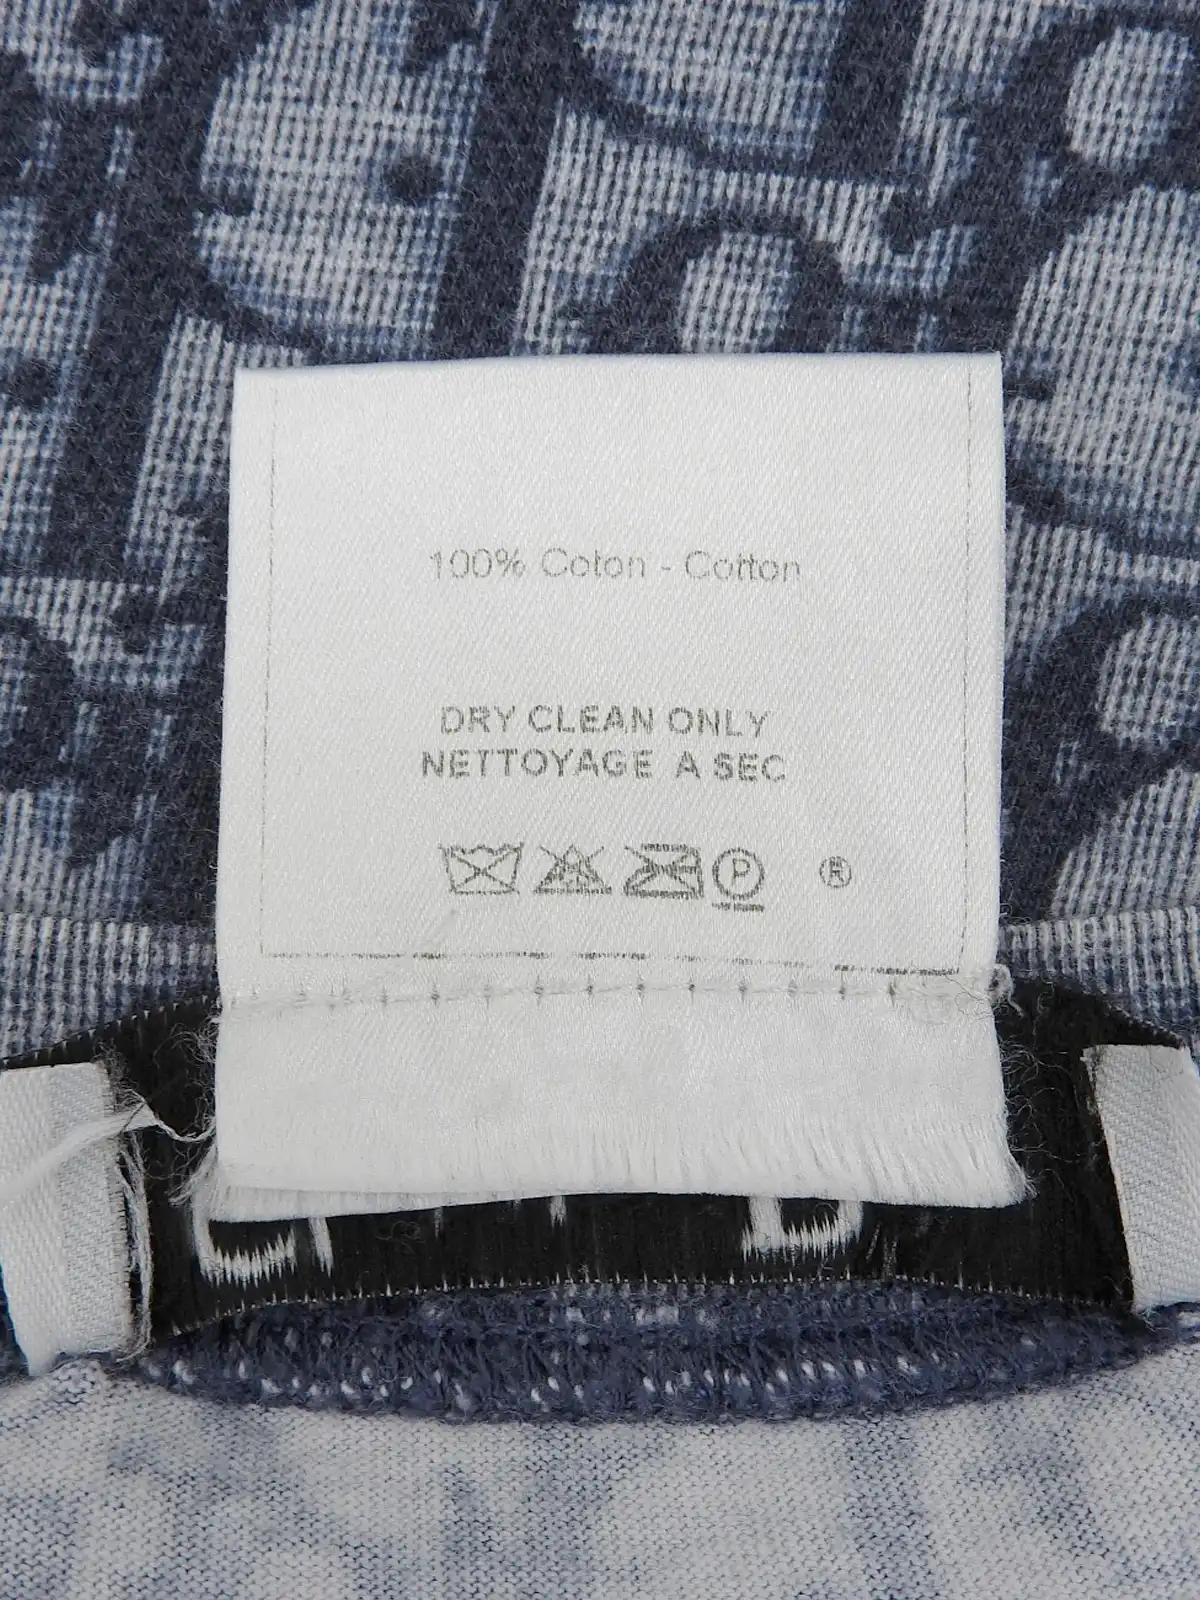 100% Coton - Cotton
DRY CLEAN ONLY
NETTOYAGE A SEC
P ®